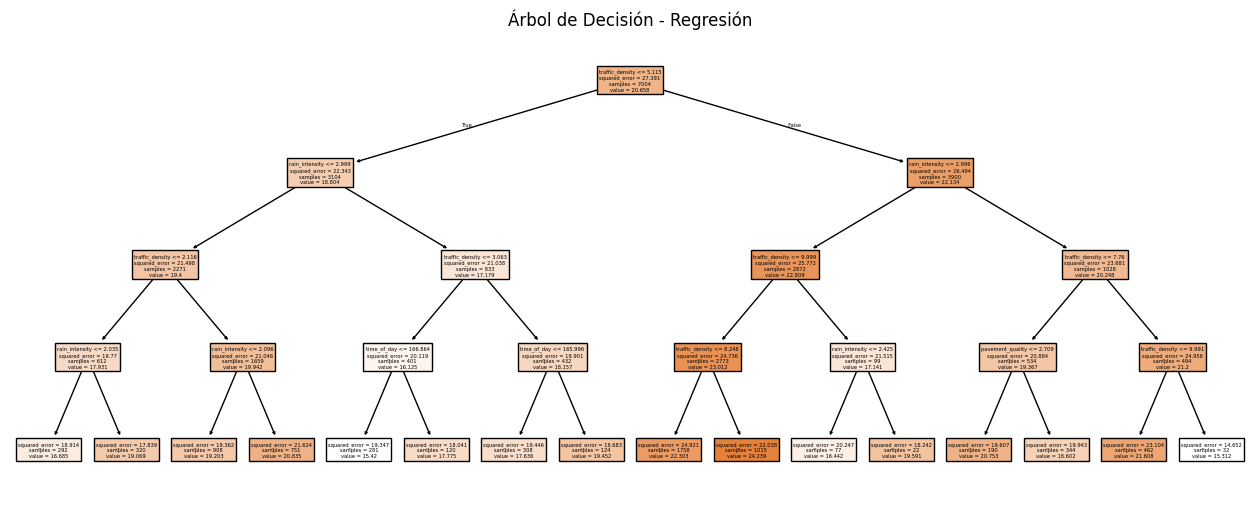 Árbol de Decisión - Regresión
traffic_density <= 5.115
squared_error = 27.391
samples = 7004
value = 20.658
True
False
rain_intensity <= 2.999
squared_error = 22.343
samples = 3104
value = 18.804
rain_intensity <= 2.996
squared_error = 26.494
samples = 3900
value = 22.134
traffic_density <= 2.116
squared_error = 21.498
samples = 2271
value = 19.4
traffic_density <= 3.063
squared_error = 21.038
samples = 833
value = 17.179
traffic_density <= 9.999
squared_error = 25.772
samples = 2872
value = 22.809
traffic_density <= 7.76
squared_error = 23.681
samples = 1028
value = 20.248
rain_intensity <= 2.035
squared_error = 19.77
samples = 612
value = 17.931
rain_intensity <= 2.096
squared_error = 21.046
samples = 1659
value = 19.942
time_of_day <= 166.864
squared_error = 20.119
samples = 401
value = 16.125
time_of_day <= 165.996
squared_error = 19.901
samples = 432
value = 18.157
traffic_density <= 8.248
squared_error = 24.736
samples = 2773
value = 23.012
rain_intensity <= 2.425
squared_error = 21.515
samples = 99
value = 17.141
pavement_quality <= 2.709
squared_error = 20.884
samples = 534
value = 19.367
traffic_density <= 9.991
squared_error = 24.958
samples = 494
value = 21.2
squared_error = 18.914
samples = 292
value = 16.685
squared_error = 17.839
samples = 320
value = 19.069
squared_error = 19.362
samples = 908
value = 19.203
squared_error = 21.624
samples = 751
value = 20.835
squared_error = 19.347
samples = 281
value = 15.42
squared_error = 18.041
samples = 120
value = 17.775
squared_error = 19.446
samples = 308
value = 17.636
squared_error = 18.683
samples = 124
value = 19.452
squared_error = 24.921
samples = 1758
value = 22.303
squared_error = 22.038
samples = 1015
value = 24.239
squared_error = 20.247
samples = 77
value = 16.442
squared_error = 18.242
samples = 22
value = 19.591
squared_error = 19.607
samples = 190
value = 20.753
squared_error = 19.943
samples = 344
value = 18.602
squared_error = 23.104
samples = 462
value = 21.608
squared_error = 14.652
samples = 32
value = 15.312